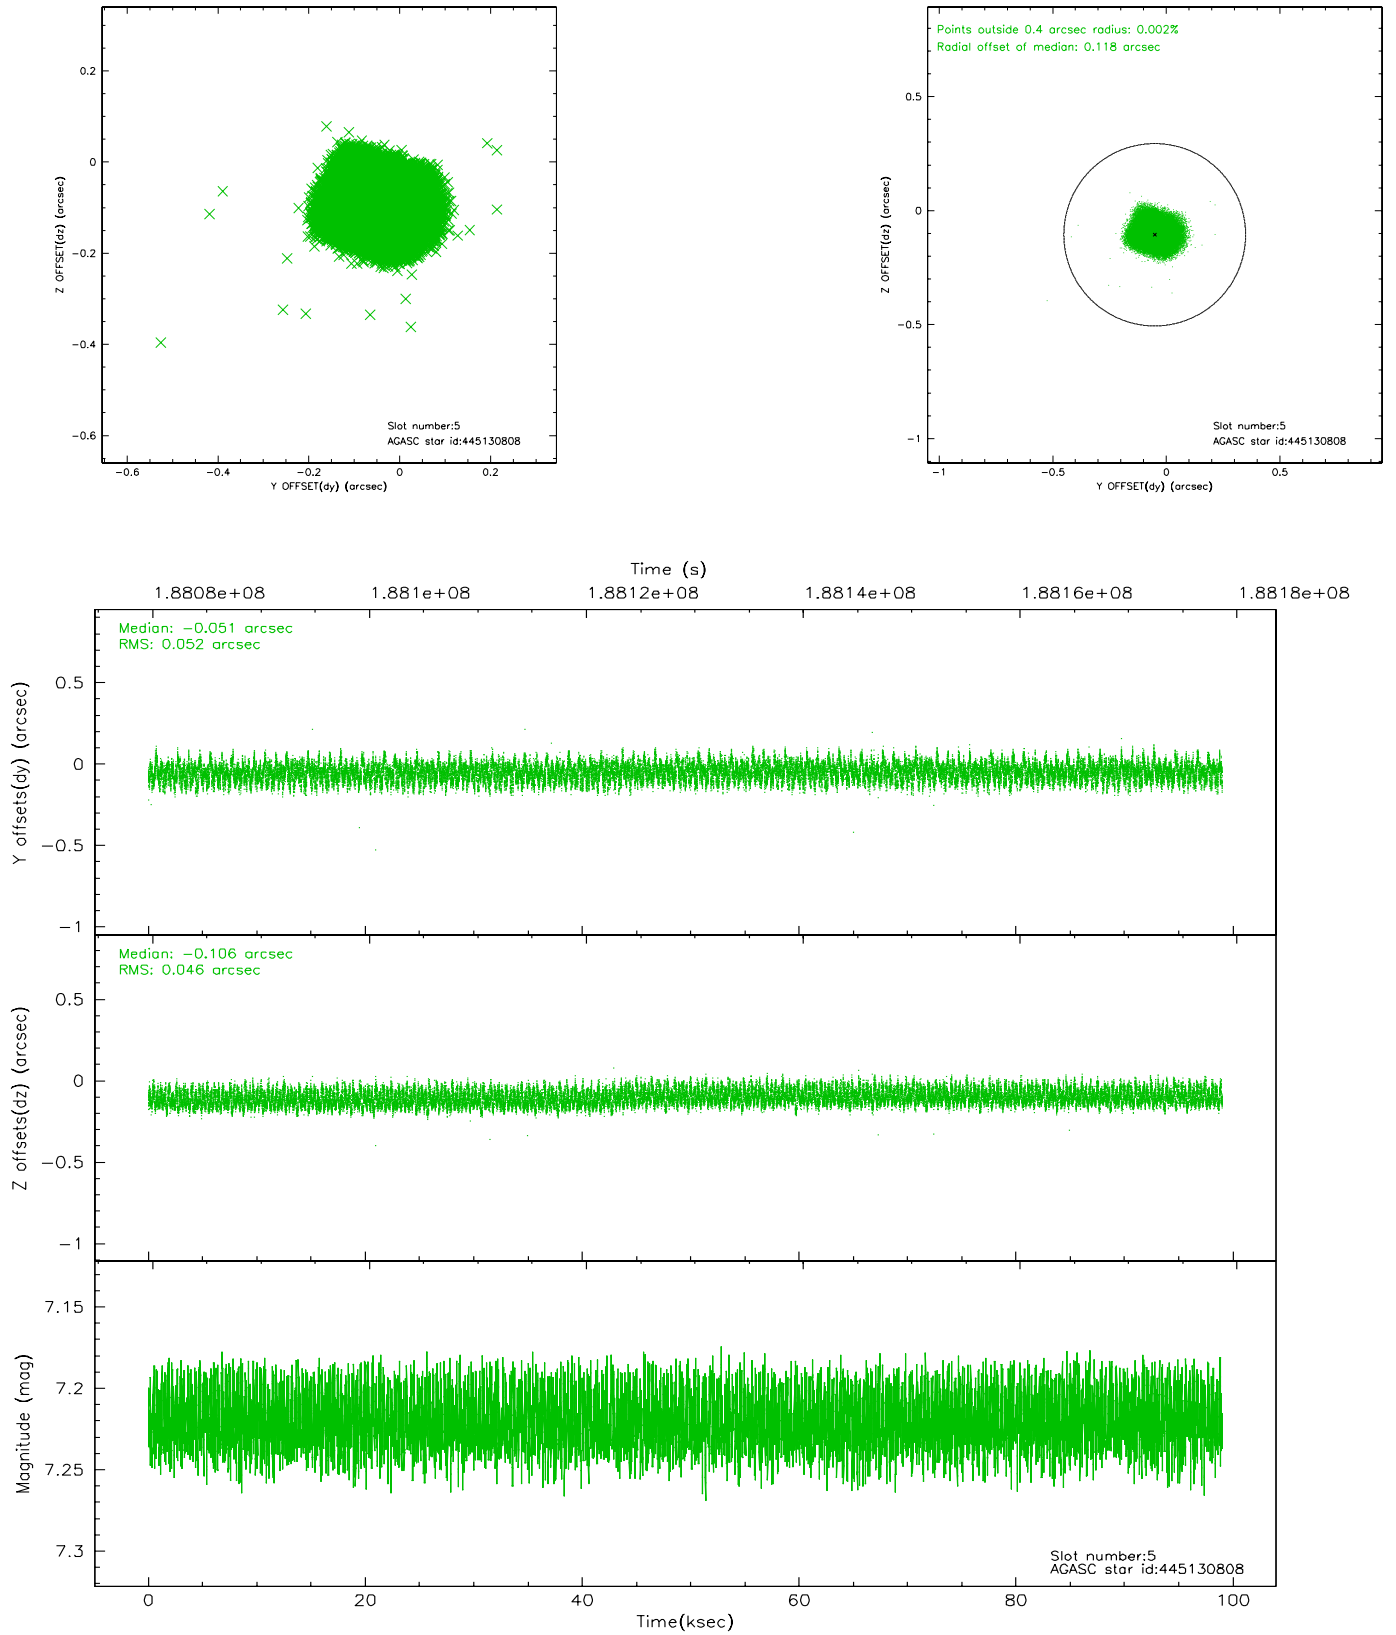 0.2
0
−0.2
−0.4
−0.6
Z OFFSET(dz) (arcsec)
Slot number:5
AGASC star id:445130808
−0.6
−0.4
−0.2
0
0.2
Y OFFSET(dy) (arcsec)
Points outside 0.4 arcsec radius: 0.002%
Radial offset of median: 0.118 arcsec
0.5
0
−0.5
−1
Z OFFSET(dz) (arcsec)
Slot number:5
AGASC star id:445130808
−1
−0.5
0
0.5
Y OFFSET(dy) (arcsec)
Time (s)
1.8808e+08
1.881e+08
1.8812e+08
1.8814e+08
1.8816e+08
1.8818e+08
Median: −0.051 arcsec
RMS: 0.052 arcsec
0.5
0
−0.5
−1
Y offsets(dy) (arcsec)
Median: −0.106 arcsec
RMS: 0.046 arcsec
0.5
0
−0.5
−1
Z offsets(dz) (arcsec)
7.15
7.2
7.25
7.3
Magnitude (mag)
Slot number:5
AGASC star id:445130808
0
20
40
60
80
100
Time(ksec)